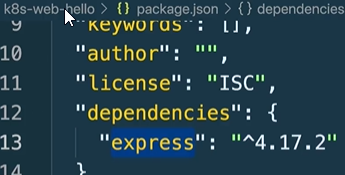 k8s-web-hello > {} package.json > {} dependencies
9 "keywords": [],
10 "author": "",
11 "license": "ISC",
12 "dependencies": {
13 "express": "^4.17.2"
14 }